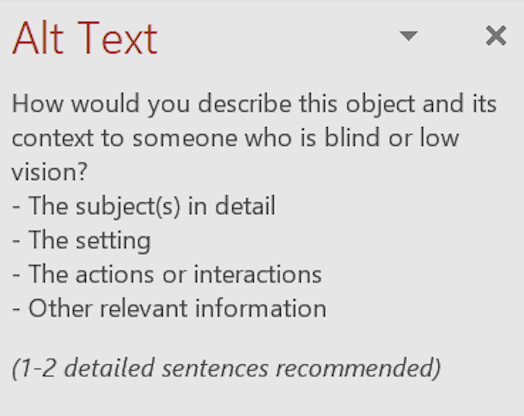 Alt Text
How would you describe this object and its
context to someone who is blind or low
vision?
- The subject(s) in detail
- The setting
- The actions or interactions
- Other relevant information
(1-2 detailed sentences recommended)